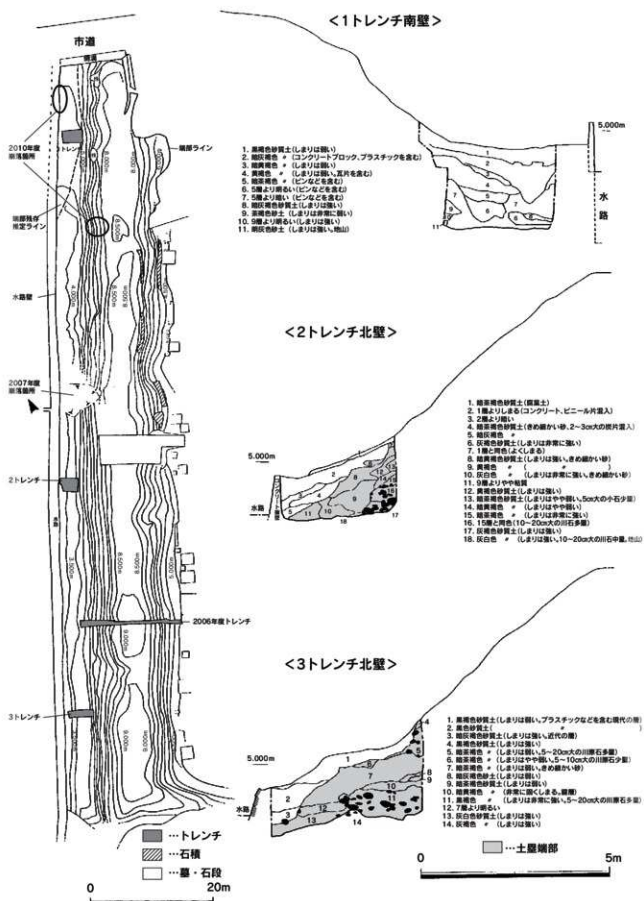 市道
側道
2010年度
崩落箇所
1トレンチ
端部ライン
端部残存
推定ライン
水路壁
2007年度
崩落箇所
2トレンチ
2006年度トレンチ
3トレンチ
水路
4.000m
3.500m
8.000m
8.500m
8.500m
9.000m
9.000m
…トレンチ
…石積
…墓・石段
0 20m
<1トレンチ南壁>
1. 黒褐色砂質土(しまりは弱い)
2. 暗灰褐色 〃 (コンクリートブロック、プラスチックを含む)
3. 暗黄褐色 〃 (しまりは弱い)
4. 黄褐色 〃 (しまりは弱い。瓦片を含む)
5. 暗茶褐色 〃 (ビンなどを含む)
6. 5層より明るい(ビンなどを含む)
7. 5層より暗い (ビンなどを含む)
8. 暗灰褐色砂質土(しまりは強い)
9. 茶褐色砂土 (しまりは非常に弱い)
10. 9層より明るい(しまりは強い)
11. 明灰褐色砂土 (しまりは強い。地山)
5.000m
水路
<2トレンチ北壁>
1. 暗茶褐色砂質土(腐葉土)
2. 1層よりしまる(コンクリート、ビニール片混入)
3. 2層より暗い
4. 暗茶褐色砂質土(きめ細かい砂、2~3㎝大の炭片混入)
5. 暗灰褐色 〃
6. 灰褐色砂質土(しまりは非常に強い)
7. 1層と同色(よくしまる)
8. 暗黄褐色砂質土(しまりは強い。きめ細かい砂)
9. 黄褐色 〃 ( 〃 )
10. 灰白色 〃 (しまりは非常に強い。きめ細かい砂)
11. 9層よりやや粘質
12. 黄褐色砂質土(しまりは強い)
13. 暗茶褐色砂質土(しまりはやや弱い。5㎝大の小石少量)
14. 暗黄褐色 〃 (しまりはやや弱い)
15. 暗茶褐色 〃 (しまりは非常に強い)
16. 15層と同色(10~20㎝大の川石多量)
17. 灰褐色砂質土(しまりは強い)
18. 灰白色 〃 (しまりは強い。10~20㎝大の川石中量。地山)
5.000m
水路
<3トレンチ北壁>
1. 黒褐色砂質土(しまりは弱い。プラスチックなどを含む現代の層)
2. 黒色砂質土( 〃 )
3. 暗灰褐色砂質土(しまりは強い。近代の層)
4. 黒褐色砂質土(しまりは強い)
5. 暗茶褐色砂質土(しまりは弱い。5~20㎝大の川原石多量)
6. 暗茶褐色砂質土(しまりはやや弱い。5~10㎝大の川原石少量)
7. 暗茶褐色砂質土(しまりは弱い。きめ細かい砂)
8. 暗灰褐色砂土(しまりは弱い)
9. 暗茶褐色砂質土(しまりは弱い)
10. 暗黄褐色 〃 (非常に固くしまる。鋼層)
11. 黒褐色 〃 (しまりは非常に強い。5~20㎝大の川原石多量)
12. 7層より明るい
13. 灰白色砂質土(しまりは強い)
14. 灰褐色 〃 (しまりは強い)
5.000m
水路
…土塁端部
0 5m